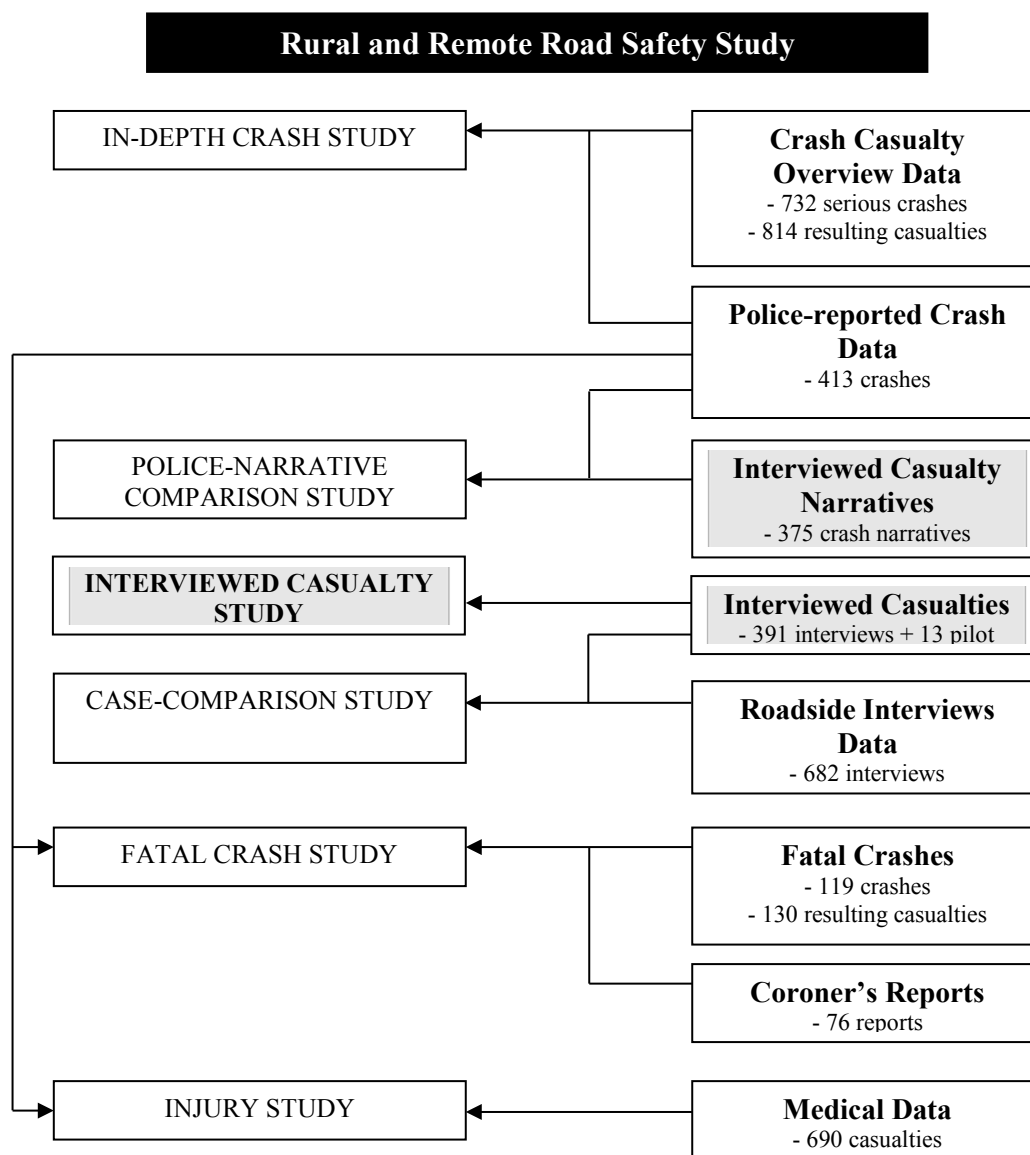 Rural and Remote Road Safety Study
IN-DEPTH CRASH STUDY
Crash Casualty
Overview Data
- 732 serious crashes
- 814 resulting casualties
Police-reported Crash
Data
- 413 crashes
POLICE-NARRATIVE
COMPARISON STUDY
Interviewed Casualty
Narratives
- 375 crash narratives
INTERVIEWED CASUALTY
STUDY
Interviewed Casualties
- 391 interviews + 13 pilot
CASE-COMPARISON STUDY
Roadside Interviews
Data
- 682 interviews
FATAL CRASH STUDY
Fatal Crashes
- 119 crashes
- 130 resulting casualties
Coroner’s Reports
- 76 reports
INJURY STUDY
Medical Data
- 690 casualties